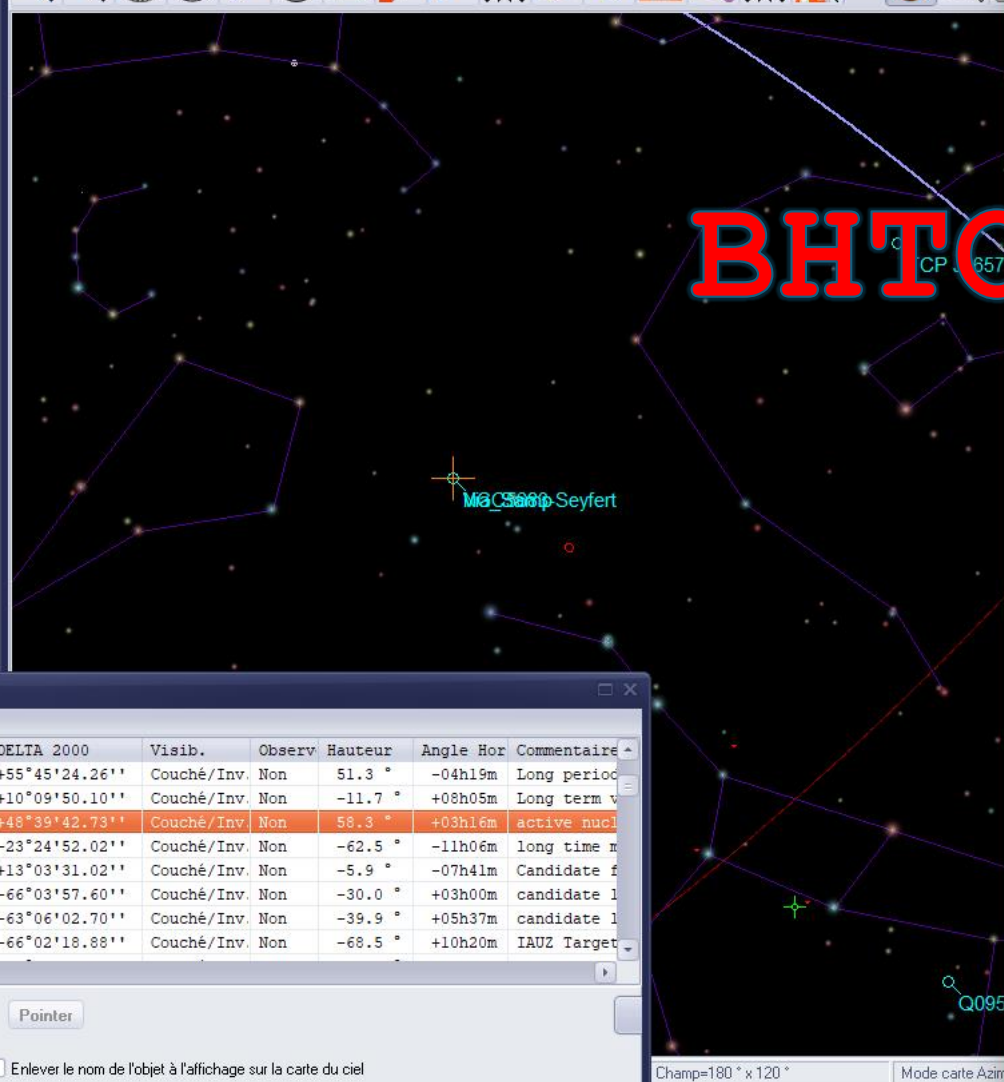 BHTO
TCP J1657
Seyfert
DELTA 2000 Visib. Observ Hauteur Angle Hor Commentaire
+55°45'24.26'' Couché/Inv. Non 51.3 ° -04h19m Long period
+10°09'50.10'' Couché/Inv. Non -11.7 ° +08h05m Long term v
+48°39'42.73'' Couché/Inv. Non 58.3 ° +03h16m active nucl
-23°24'52.02'' Couché/Inv. Non -62.5 ° -11h06m long time m
+13°03'31.02'' Couché/Inv. Non -5.9 ° -07h41m Candidate f
-66°03'57.60'' Couché/Inv. Non -30.0 ° +03h00m candidate l
-63°06'02.70'' Couché/Inv. Non -39.9 ° +05h37m candidate l
-66°02'18.88'' Couché/Inv. Non -68.5 ° +10h20m IAUZ Target
Q095
Pointer
Enlever le nom de l'objet à l'affichage sur la carte du ciel
Champ=180 ° x 120 ° Mode carte Azim